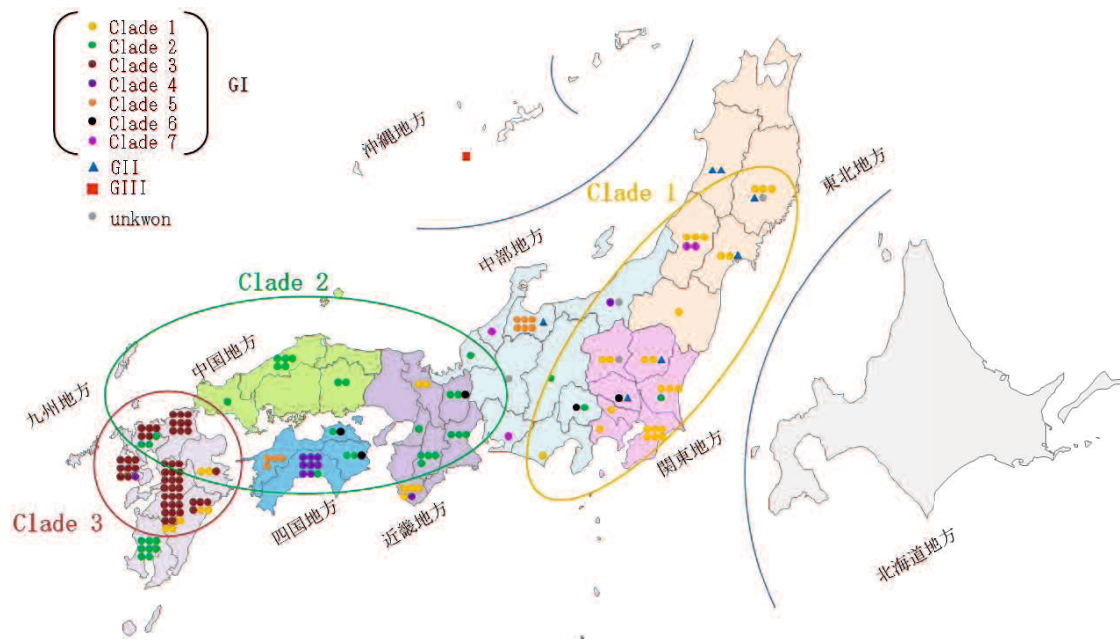 Clade 1
Clade 2
Clade 3
Clade 4
Clade 5
Clade 6
Clade 7
GI
GII
GIII
unkwon
沖縄地方
東北地方
Clade 1
中部地方
Clade 2
中国地方
九州地方
関東地方
Clade 3
四国地方
近畿地方
北海道地方